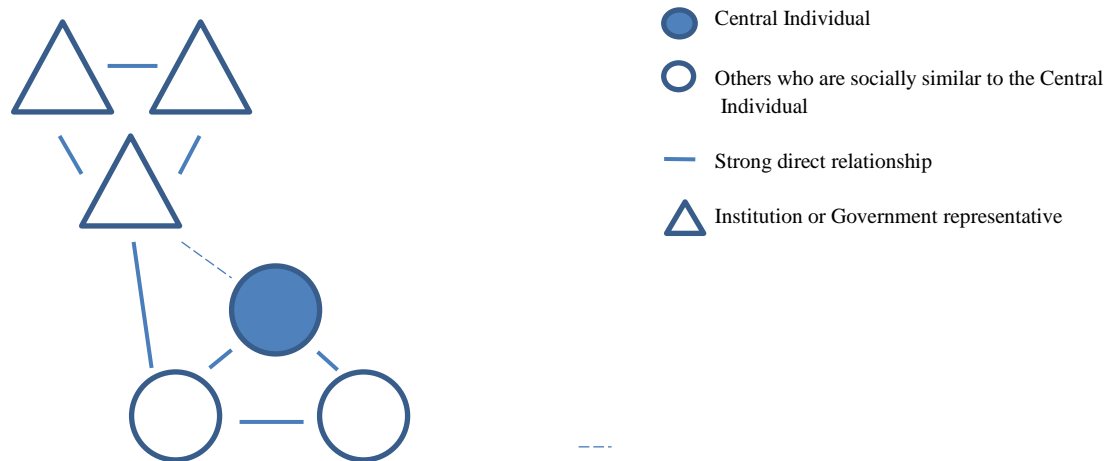 Central Individual
Others who are socially similar to the Central
Individual
Strong direct relationship
Institution or Government representative